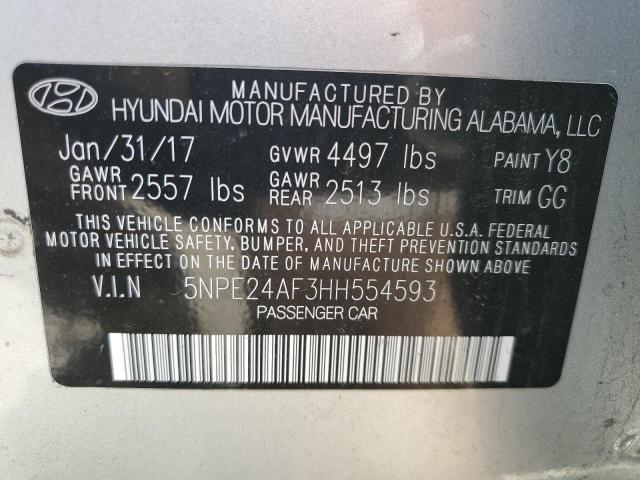 MANUFACTURED BY
HYUNDAI MOTOR MANUFACTURING ALABAMA, LLC
Jan/31/17 GVWR 4497 lbs PAINT Y8
GAWR FRONT 2557 lbs GAWR REAR 2513 lbs TRIM GG
THIS VEHICLE CONFORMS TO ALL APPLICABLE U.S.A. FEDERAL
MOTOR VEHICLE SAFETY, BUMPER, AND THEFT PREVENTION STANDARDS
IN EFFECT ON THE DATE OF MANUFACTURE SHOWN ABOVE
V.I.N 5NPE24AF3HH554593
PASSENGER CAR